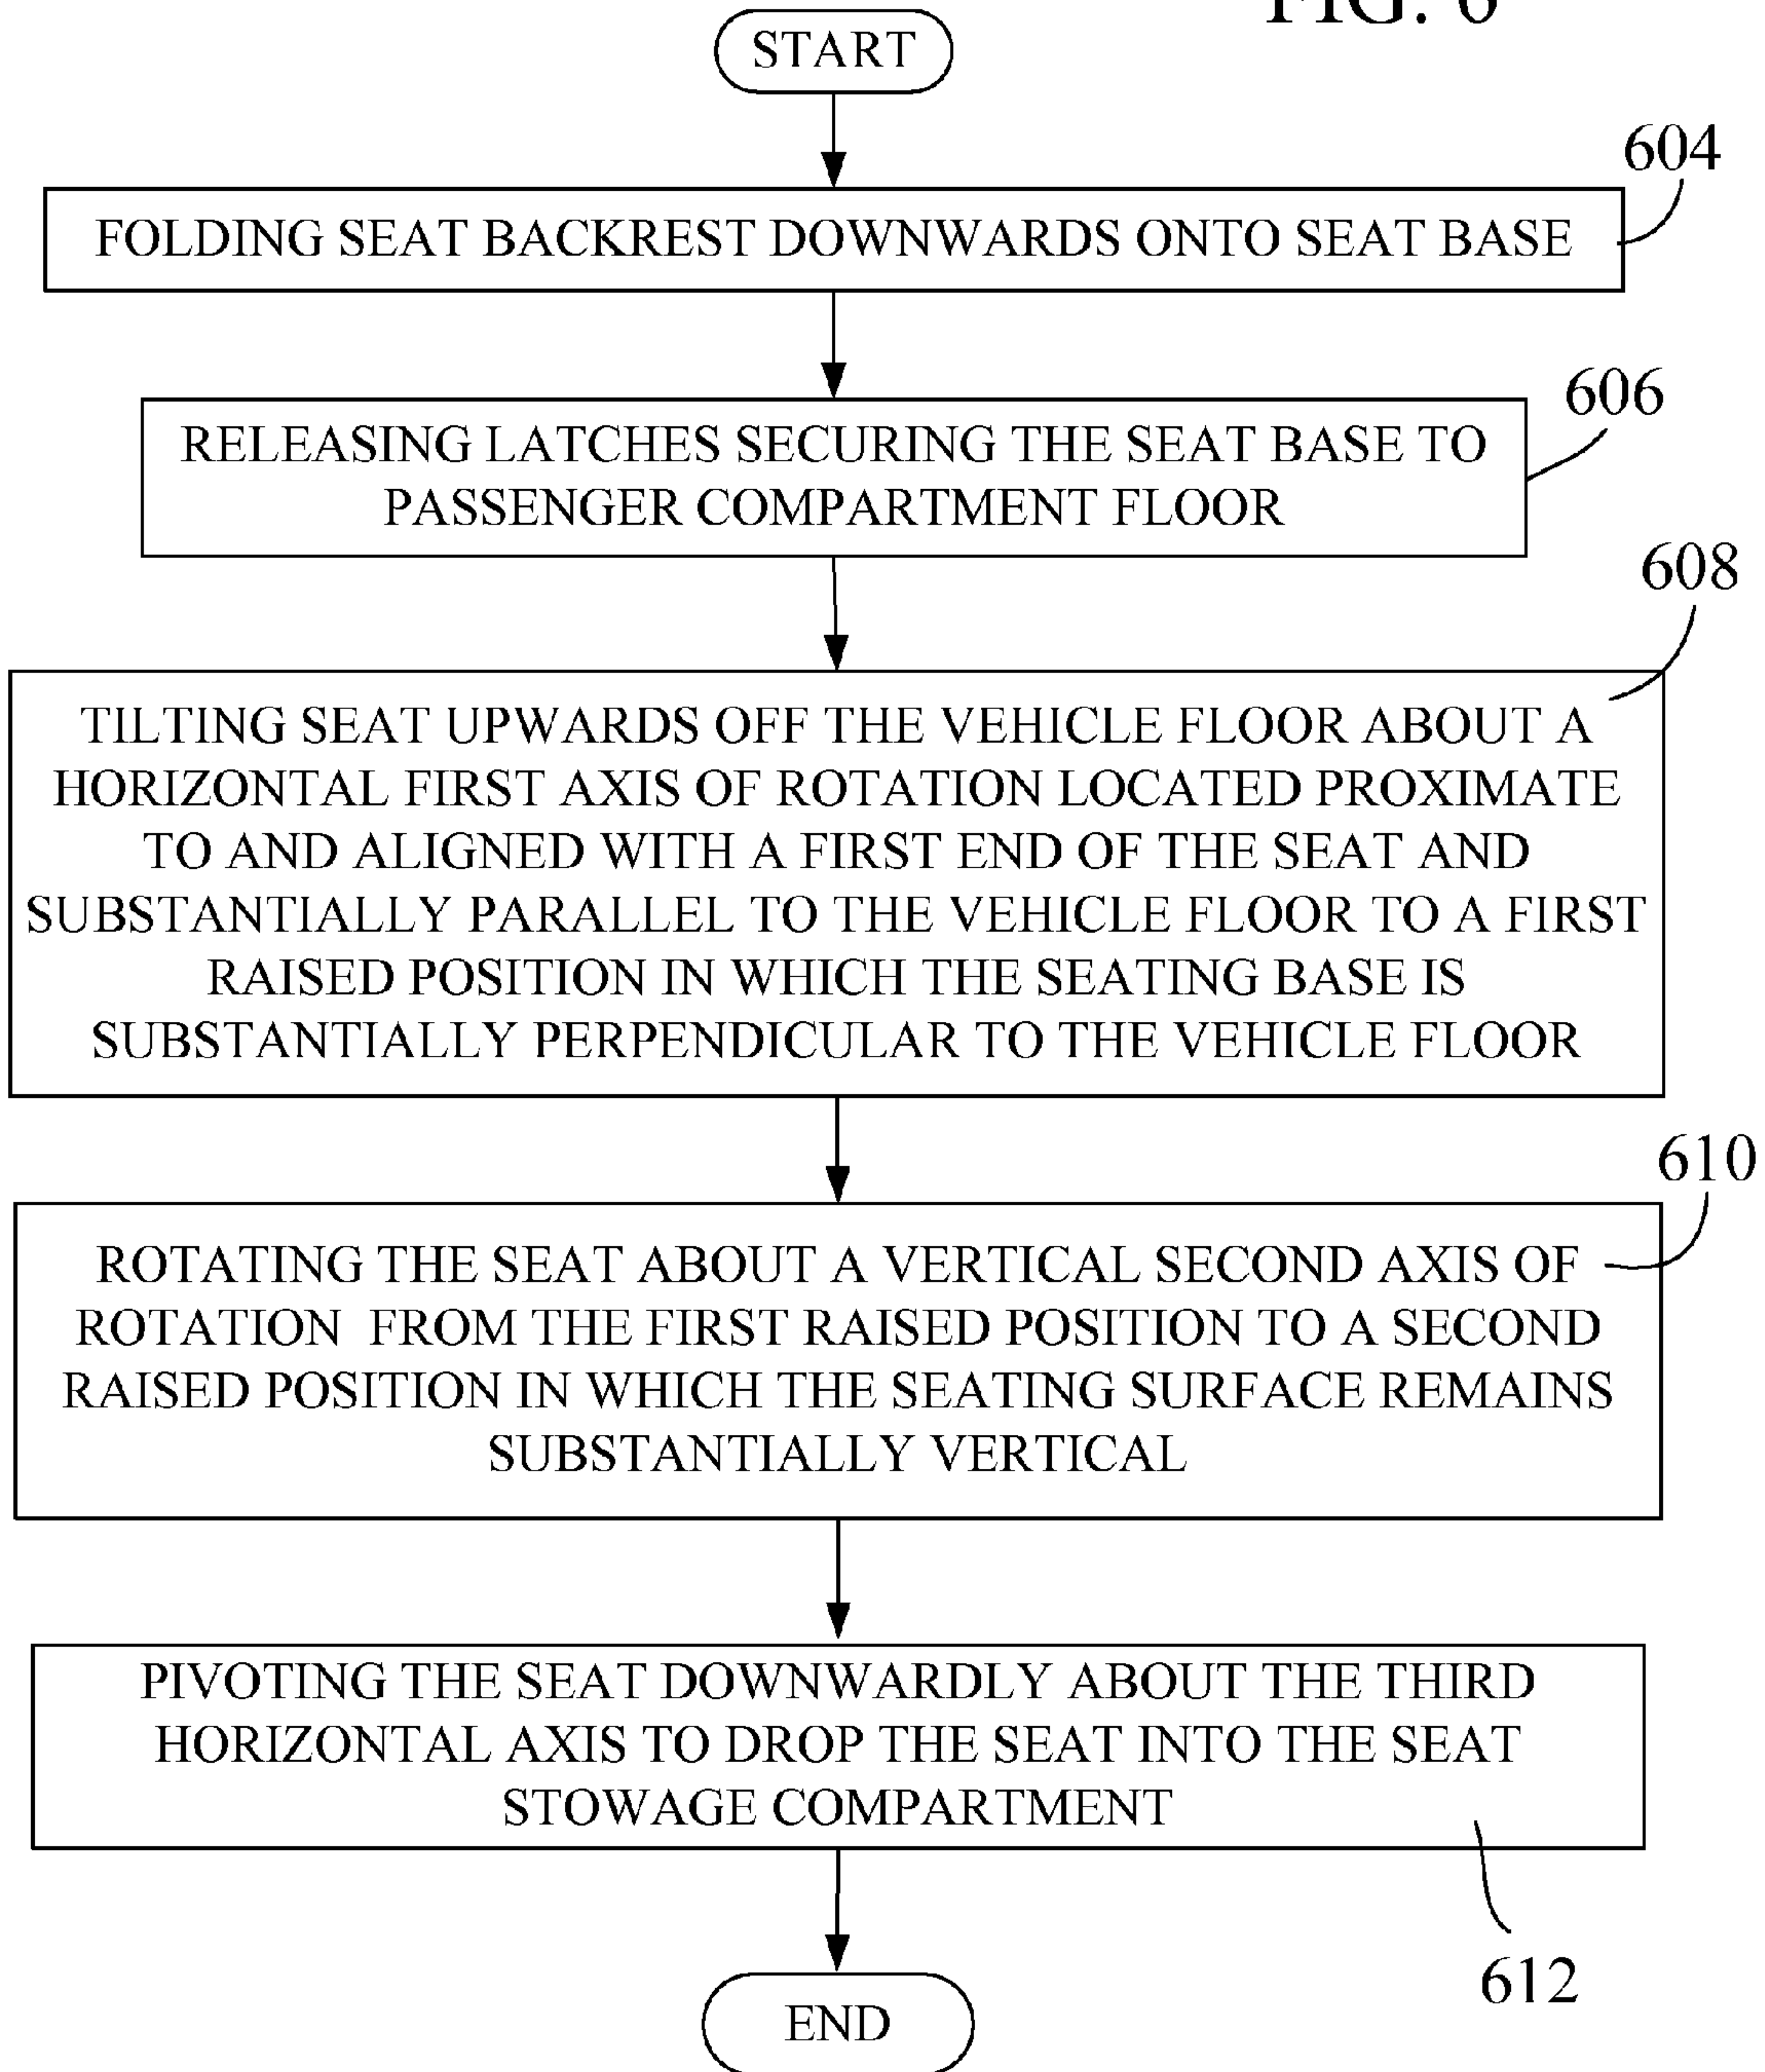 FIG. 6
START
604
FOLDING SEAT BACKREST DOWNWARDS ONTO SEAT BASE
606
RELEASING LATCHES SECURING THE SEAT BASE TO
PASSENGER COMPARTMENT FLOOR
608
TILTING SEAT UPWARDS OFF THE VEHICLE FLOOR ABOUT A
HORIZONTAL FIRST AXIS OF ROTATION LOCATED PROXIMATE
TO AND ALIGNED WITH A FIRST END OF THE SEAT AND
SUBSTANTIALLY PARALLEL TO THE VEHICLE FLOOR TO A FIRST
RAISED POSITION IN WHICH THE SEATING BASE IS
SUBSTANTIALLY PERPENDICULAR TO THE VEHICLE FLOOR
610
ROTATING THE SEAT ABOUT A VERTICAL SECOND AXIS OF
ROTATION FROM THE FIRST RAISED POSITION TO A SECOND
RAISED POSITION IN WHICH THE SEATING SURFACE REMAINS
SUBSTANTIALLY VERTICAL
PIVOTING THE SEAT DOWNWARDLY ABOUT THE THIRD
HORIZONTAL AXIS TO DROP THE SEAT INTO THE SEAT
STOWAGE COMPARTMENT
612
END